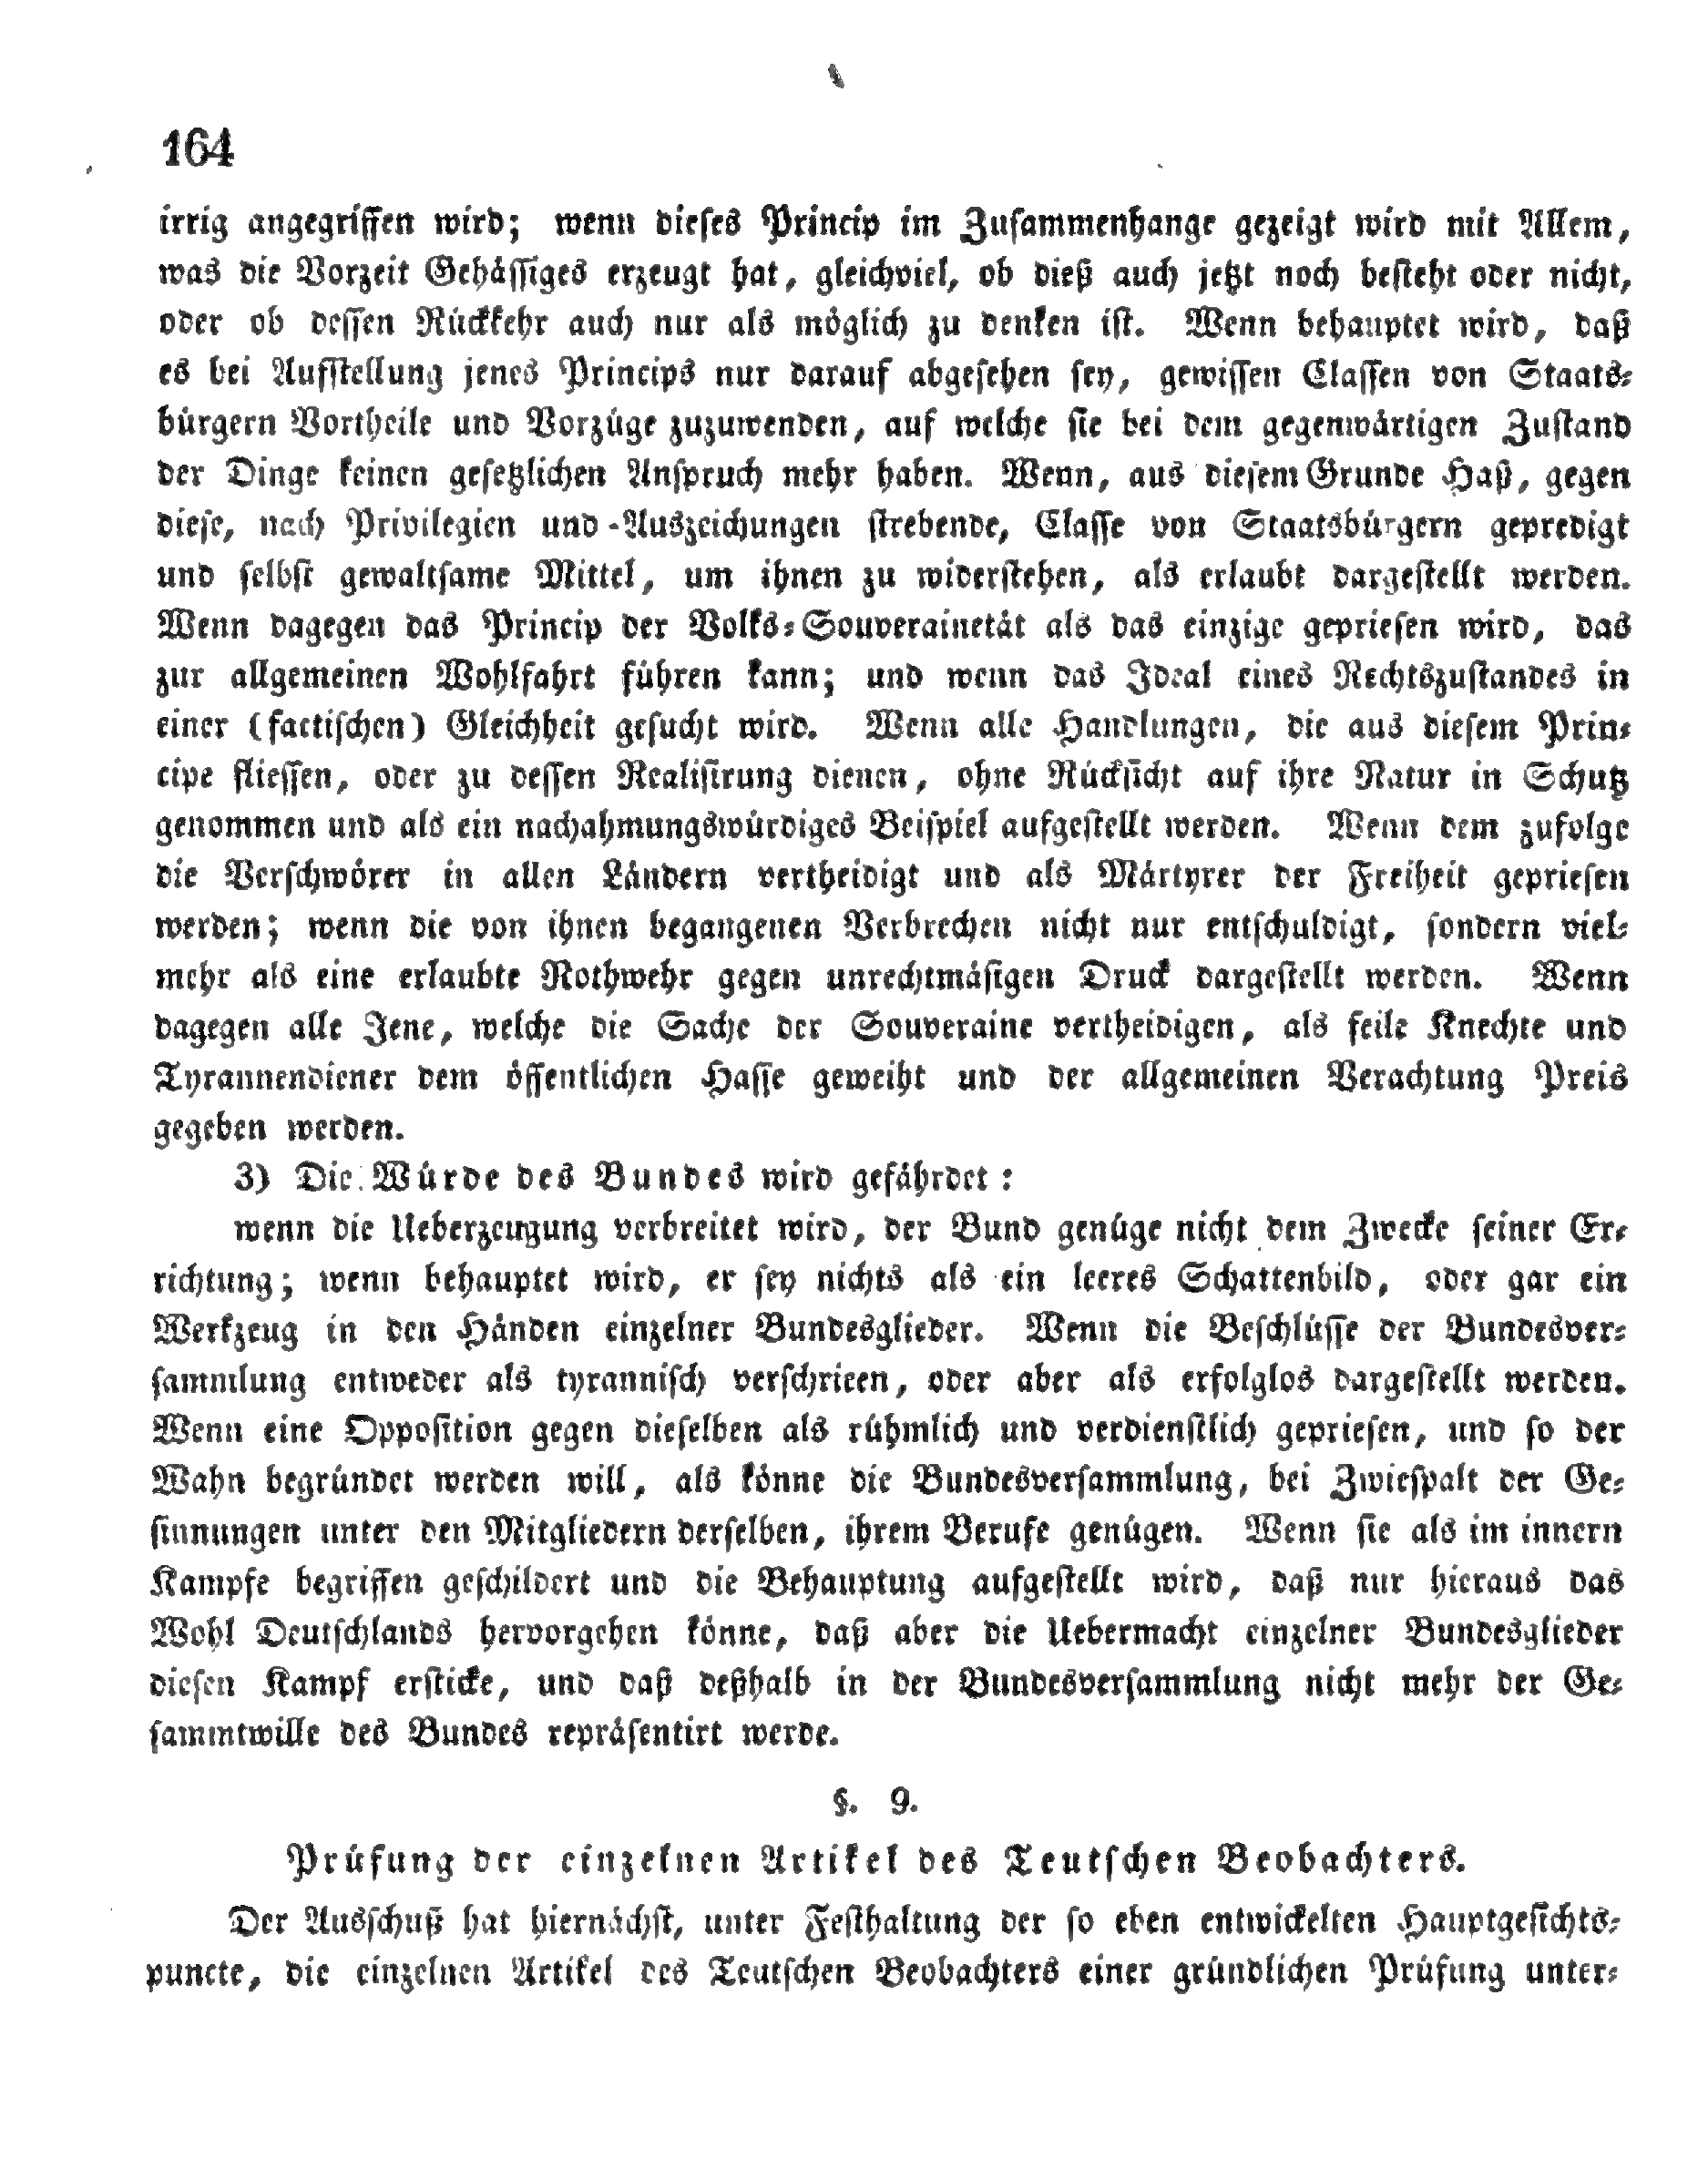 164
irrig angegriffen wird; wenn dieses Princip im Zusammenhange gezeigt wird mit Allem,
was die Vorzeit Gehässiges erzeugt hat, gleichviel, ob dieß auch jetzt noch besteht oder nicht,
oder ob dessen Rückkehr auch nur als möglich zu denken ist. Wenn behauptet wird, daß
es bei Aufstellung jenes Princips nur darauf abgesehen sey, gewissen Classen von Staats-
bürgern Vortheile und Vorzüge zuzuwenden, auf welche sie bei dem gegenwärtigen Zustand
der Dinge keinen gesetzlichen Anspruch mehr haben. Wenn, aus diesem Grunde Haß, gegen
diese, nach Privilegien und Auszeichungen strebende, Classe von Staatsbürgern gepredigt
und selbst gewaltsame Mittel, um ihnen zu widerstehen, als erlaubt dargestellt werden.
Wenn dagegen das Princip der Volks-Souverainetät als das einzige gepriesen wird, das
zur allgemeinen Wohlfahrt führen kann; und wenn das Ideal eines Rechtszustandes in
einer (factischen) Gleichheit gesucht wird. Wenn alle Handlungen, die aus diesem Prin-
cipe fliessen, oder zu dessen Realisirung dienen, ohne Rücksicht auf ihre Natur in Schutz
genommen und als ein nachahmungswürdiges Beispiel aufgestellt werden. Wenn dem zufolge
die Verschwörer in allen Ländern vertheidigt und als Märtyrer der Freiheit gepriesen
werden; wenn die von ihnen begangenen Verbrechen nicht nur entschuldigt, sondern viel-
mehr als eine erlaubte Nothwehr gegen unrechtmäsigen Druck dargestellt werden. Wenn
dagegen alle Jene, welche die Sache der Souveraine vertheidigen, als feile Knechte und
Tyrannendiener dem öffentlichen Hasse geweiht und der allgemeinen Verachtung Preis
gegeben werden.
3) Die Würde des Bundes wird gefährdet:
wenn die Ueberzeugung verbreitet wird, der Bund genüge nicht dem Zwecke seiner Er-
richtung; wenn behauptet wird, er sey nichts als ein leeres Schattenbild, oder gar ein
Werkzeug in den Händen einzelner Bundesglieder. Wenn die Beschlüsse der Bundesver-
sammlung entweder als tyrannisch verschrieen, oder aber als erfolglos dargestellt werden.
Wenn eine Opposition gegen dieselben als rühmlich und verdienstlich gepriesen, und so der
Wahn begründet werden will, als könne die Bundesversammlung, bei Zwiespalt der Ge-
sinnungen unter den Mitgliedern derselben, ihrem Berufe genügen. Wenn sie als im innern
Kampfe begriffen geschildert und die Behauptung aufgestellt wird, daß nur hieraus das
Wohl Deutschlands hervorgehen könne, daß aber die Uebermacht einzelner Bundesglieder
diesen Kampf ersticke, und daß deßhalb in der Bundesversammlung nicht mehr der Ge-
sammtwille des Bundes repräsentirt werde.
§. 9.
Prüfung der einzelnen Artikel des Teutschen Beobachters.
Der Ausschuß hat hiernächst, unter Festhaltung der so eben entwickelten Hauptgesichts-
puncte, die einzelnen Artikel des Teutschen Beobachters einer gründlichen Prüfung unter-